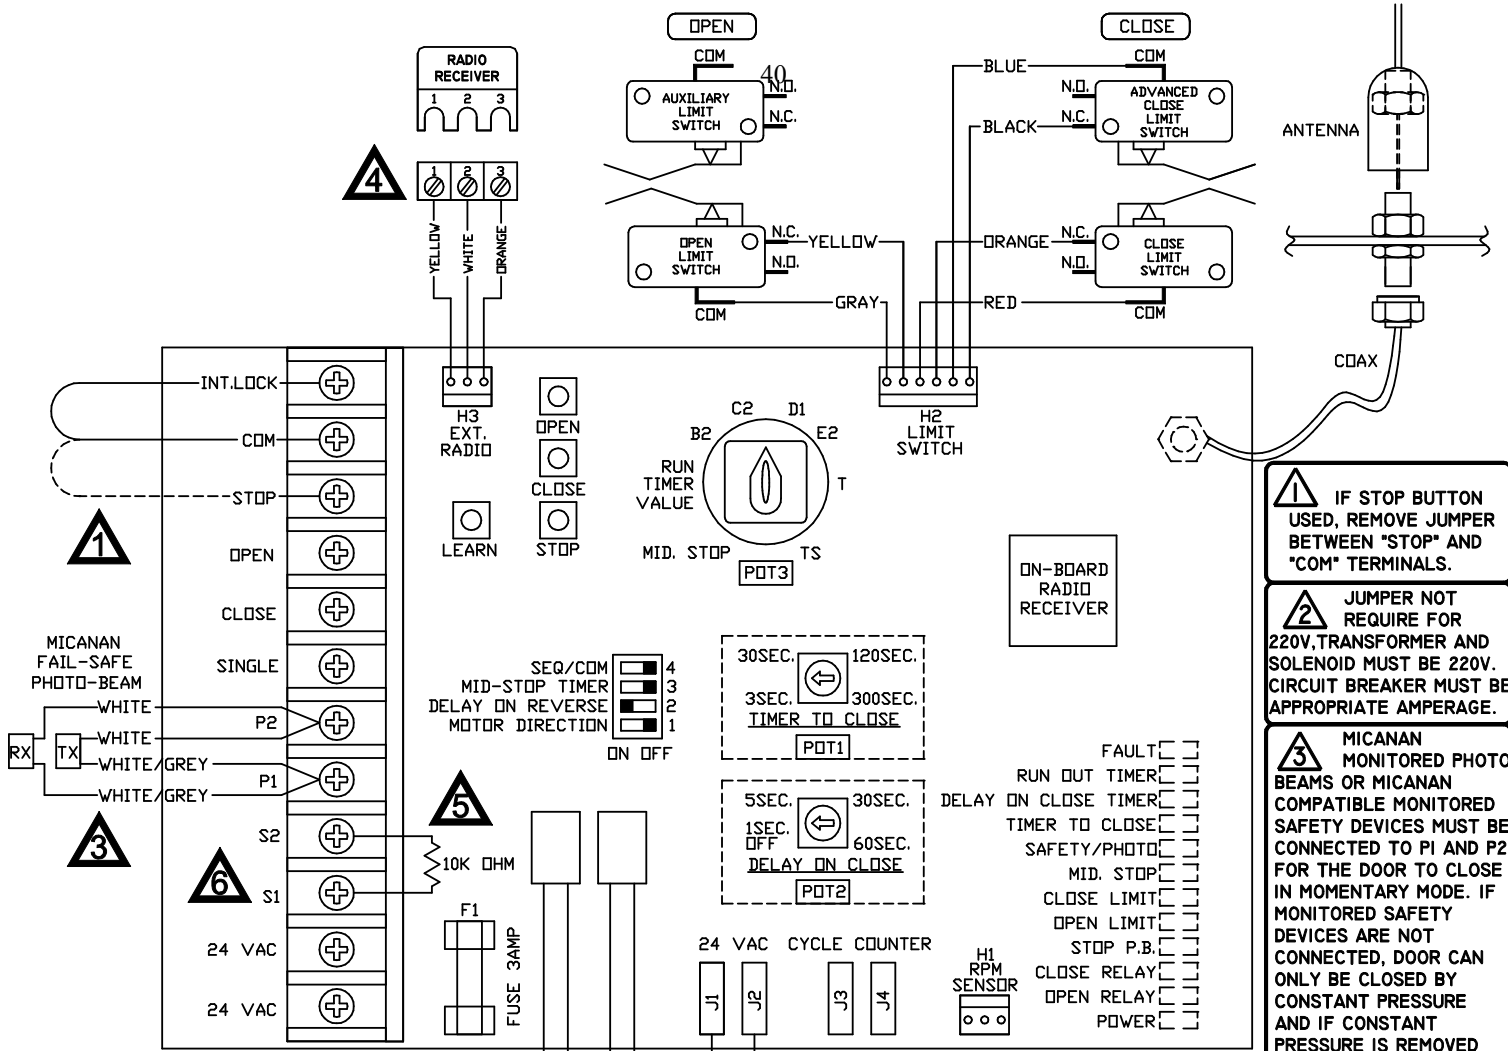 OPEN
CLOSE
RADIO
RECEIVER
1 2 3
4
1 2 3
YELLOW
WHITE
ORANGE
COM
40
N.O.
N.C.
AUXILIARY
LIMIT
SWITCH
N.C.
N.O.
OPEN
LIMIT
SWITCH
COM
YELLOW
GRAY
BLUE
BLACK
ORANGE
RED
COM
N.O.
N.C.
ADVANCED
CLOSE
LIMIT
SWITCH
N.C.
N.O.
CLOSE
LIMIT
SWITCH
COM
ANTENNA
COAX
INT.LOCK
COM
STOP
1
OPEN
CLOSE
SINGLE
MICANAN
FAIL-SAFE
PHOTO-BEAM
WHITE
P2
WHITE
RX
TX
WHITE/GREY
P1
WHITE/GREY
3
S2
6
S1
24 VAC
24 VAC
H3
EXT.
RADIO
OPEN
CLOSE
LEARN
STOP
RUN
TIMER
VALUE
B2
C2
D1
E2
T
TS
MID. STOP
POT3
H2
LIMIT
SWITCH
ON-BOARD
RADIO
RECEIVER
SEQ/COM 4
MID-STOP TIMER 3
DELAY ON REVERSE 2
MOTOR DIRECTION 1
ON OFF
5
10K OHM
F1
FUSE 3AMP
30SEC. 120SEC.
3SEC. 300SEC.
TIMER TO CLOSE
POT1
5SEC. 30SEC.
1SEC.
OFF 60SEC.
DELAY ON CLOSE
POT2
24 VAC CYCLE COUNTER
J1
J2
J3
J4
H1
RPM
SENSOR
FAULT
RUN OUT TIMER
DELAY ON CLOSE TIMER
TIMER TO CLOSE
SAFETY/PHOTO
MID. STOP
CLOSE LIMIT
OPEN LIMIT
STOP P.B.
CLOSE RELAY
OPEN RELAY
POWER
1 IF STOP BUTTON
USED, REMOVE JUMPER
BETWEEN "STOP" AND
"COM" TERMINALS.
2 JUMPER NOT
REQUIRE FOR
220V,TRANSFORMER AND
SOLENOID MUST BE 220V.
CIRCUIT BREAKER MUST BE
APPROPRIATE AMPERAGE.
3 MICANAN
MONITORED PHOTO
BEAMS OR MICANAN
COMPATIBLE MONITORED
SAFETY DEVICES MUST BE
CONNECTED TO P1 AND P2
FOR THE DOOR TO CLOSE
IN MOMENTARY MODE. IF
MONITORED SAFETY
DEVICES ARE NOT
CONNECTED, DOOR CAN
ONLY BE CLOSED BY
CONSTANT PRESSURE
AND IF CONSTANT
PRESSURE IS REMOVED